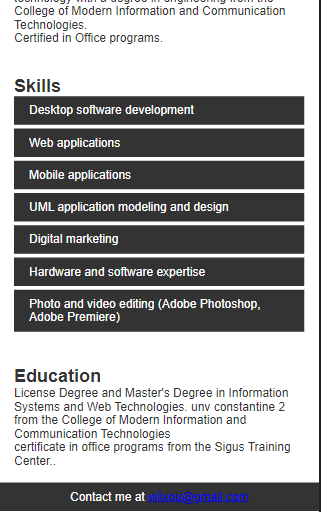 technology with a degree in engineering from the
College of Modern Information and Communication
Technologies.
Certified in Office programs.
Skills
Desktop software development
Web applications
Mobile applications
UML application modeling and design
Digital marketing
Hardware and software expertise
Photo and video editing (Adobe Photoshop,
Adobe Premiere)
Education
License Degree and Master's Degree in Information
Systems and Web Technologies. unv constantine 2
from the College of Modern Information and
Communication Technologies
certificate in office programs from the Sigus Training
Center..
Contact me at